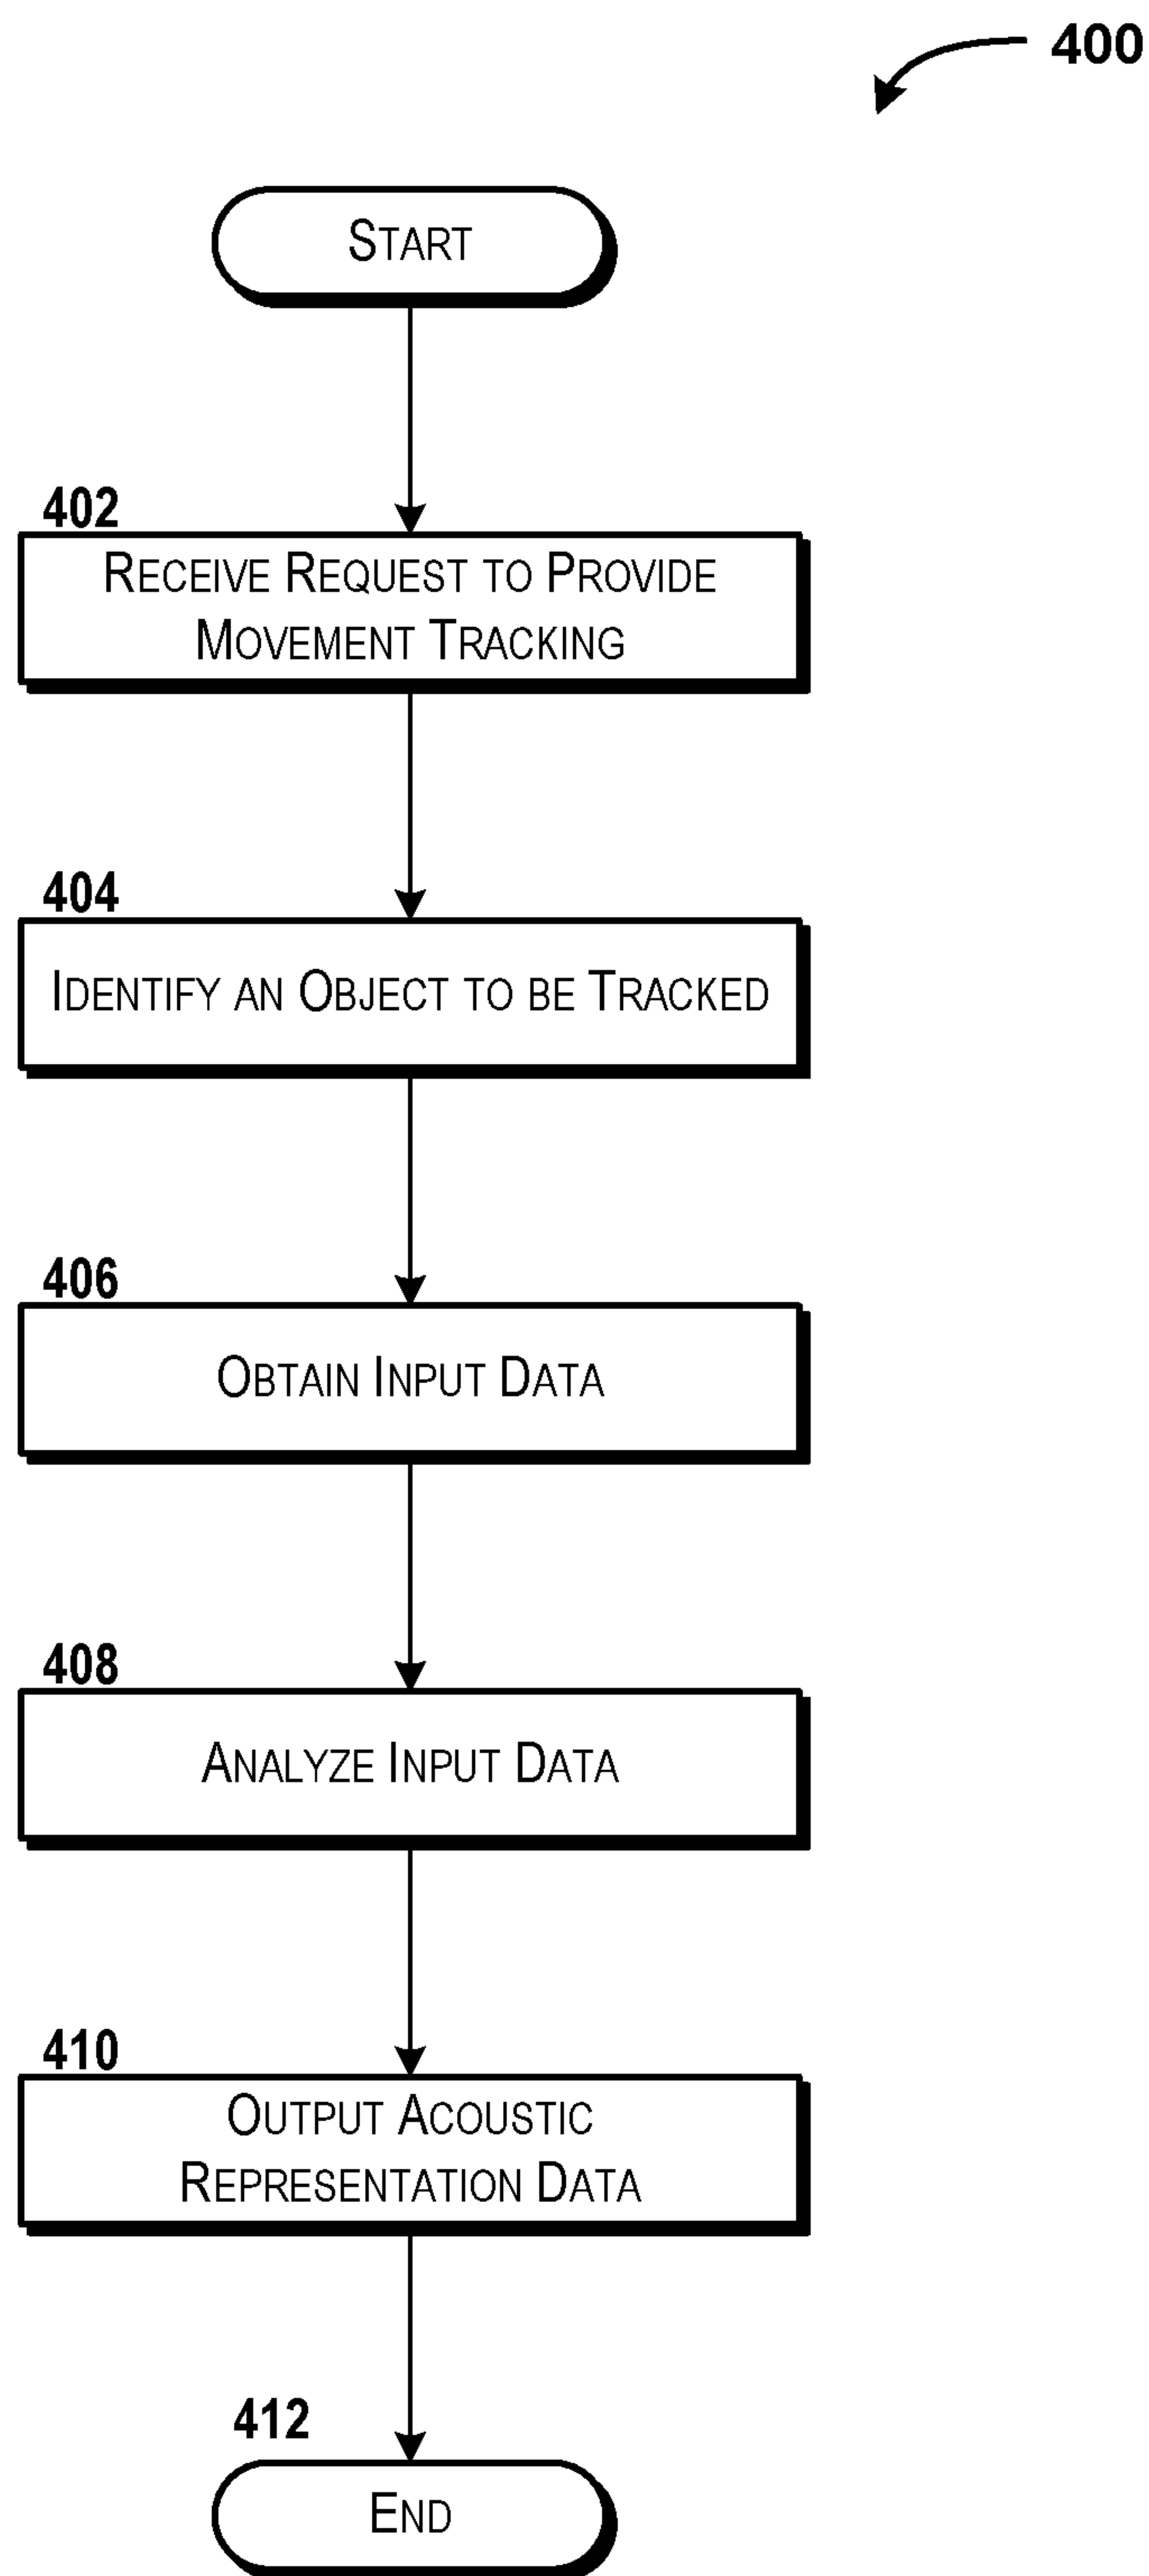 400
START
402
RECEIVE REQUEST TO PROVIDE
MOVEMENT TRACKING
404
IDENTIFY AN OBJECT TO BE TRACKED
406
OBTAIN INPUT DATA
408
ANALYZE INPUT DATA
410
OUTPUT ACOUSTIC
REPRESENTATION DATA
412
END